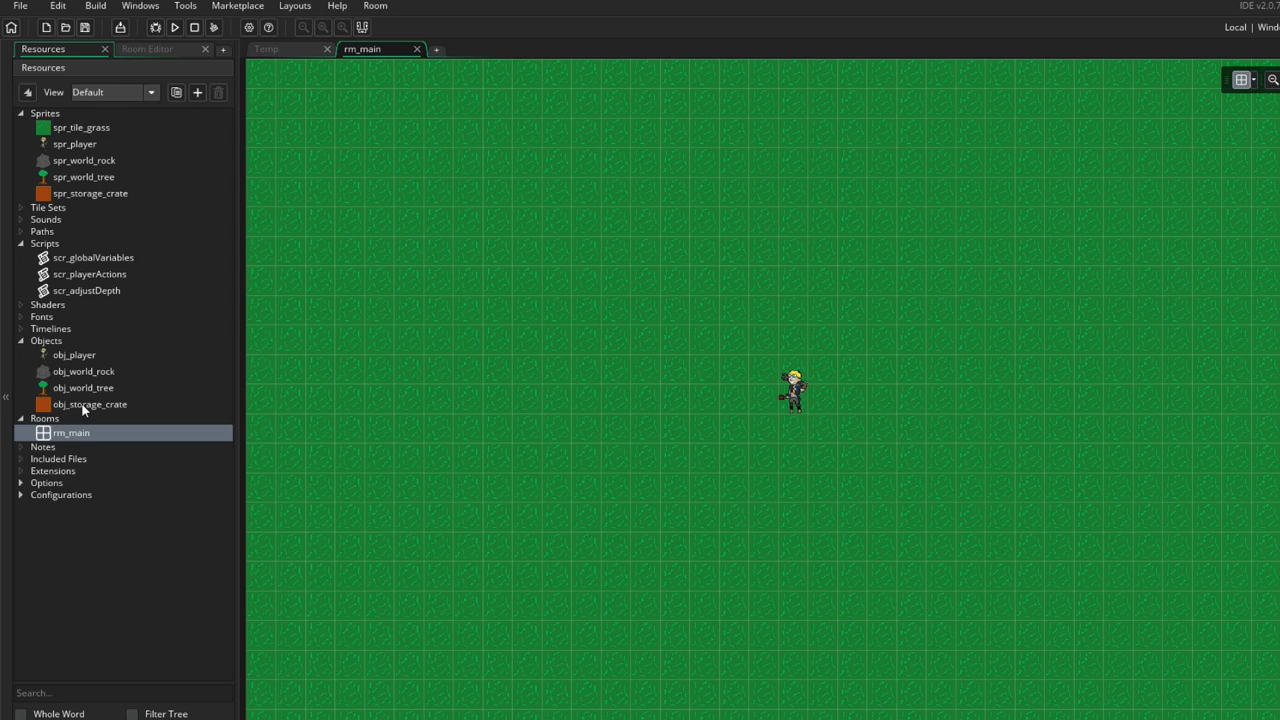 File Edit Build Windows Tools Marketplace Layouts Help Room
IDE v2.0.7
Local | Wind
Resources Room Editor
Temp rm_main
Resources
View Default
Sprites
spr_tile_grass
spr_player
spr_world_rock
spr_world_tree
spr_storage_crate
Tile Sets
Sounds
Paths
Scripts
scr_globalVariables
scr_playerActions
scr_adjustDepth
Shaders
Fonts
Timelines
Objects
obj_player
obj_world_rock
obj_world_tree
obj_storage_crate
Rooms
rm_main
Notes
Included Files
Extensions
Options
Configurations
Search...
Whole Word Filter Tree